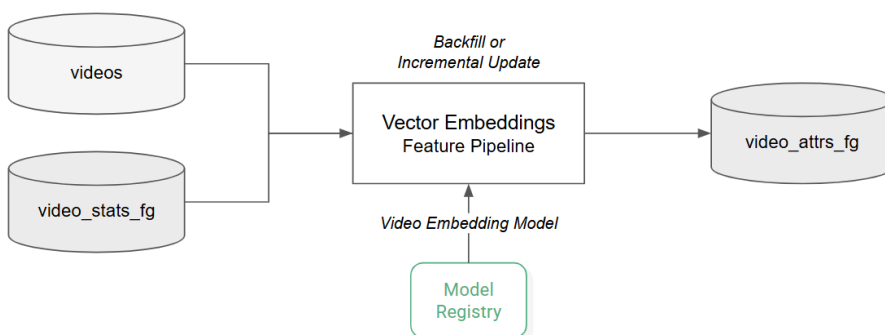 videos
video_stats_fg
Backfill or
Incremental Update
Vector Embeddings
Feature Pipeline
Video Embedding Model
Model
Registry
video_attrs_fg